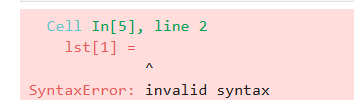 Cell In[5], line 2
lst[1] =
^
SyntaxError: invalid syntax